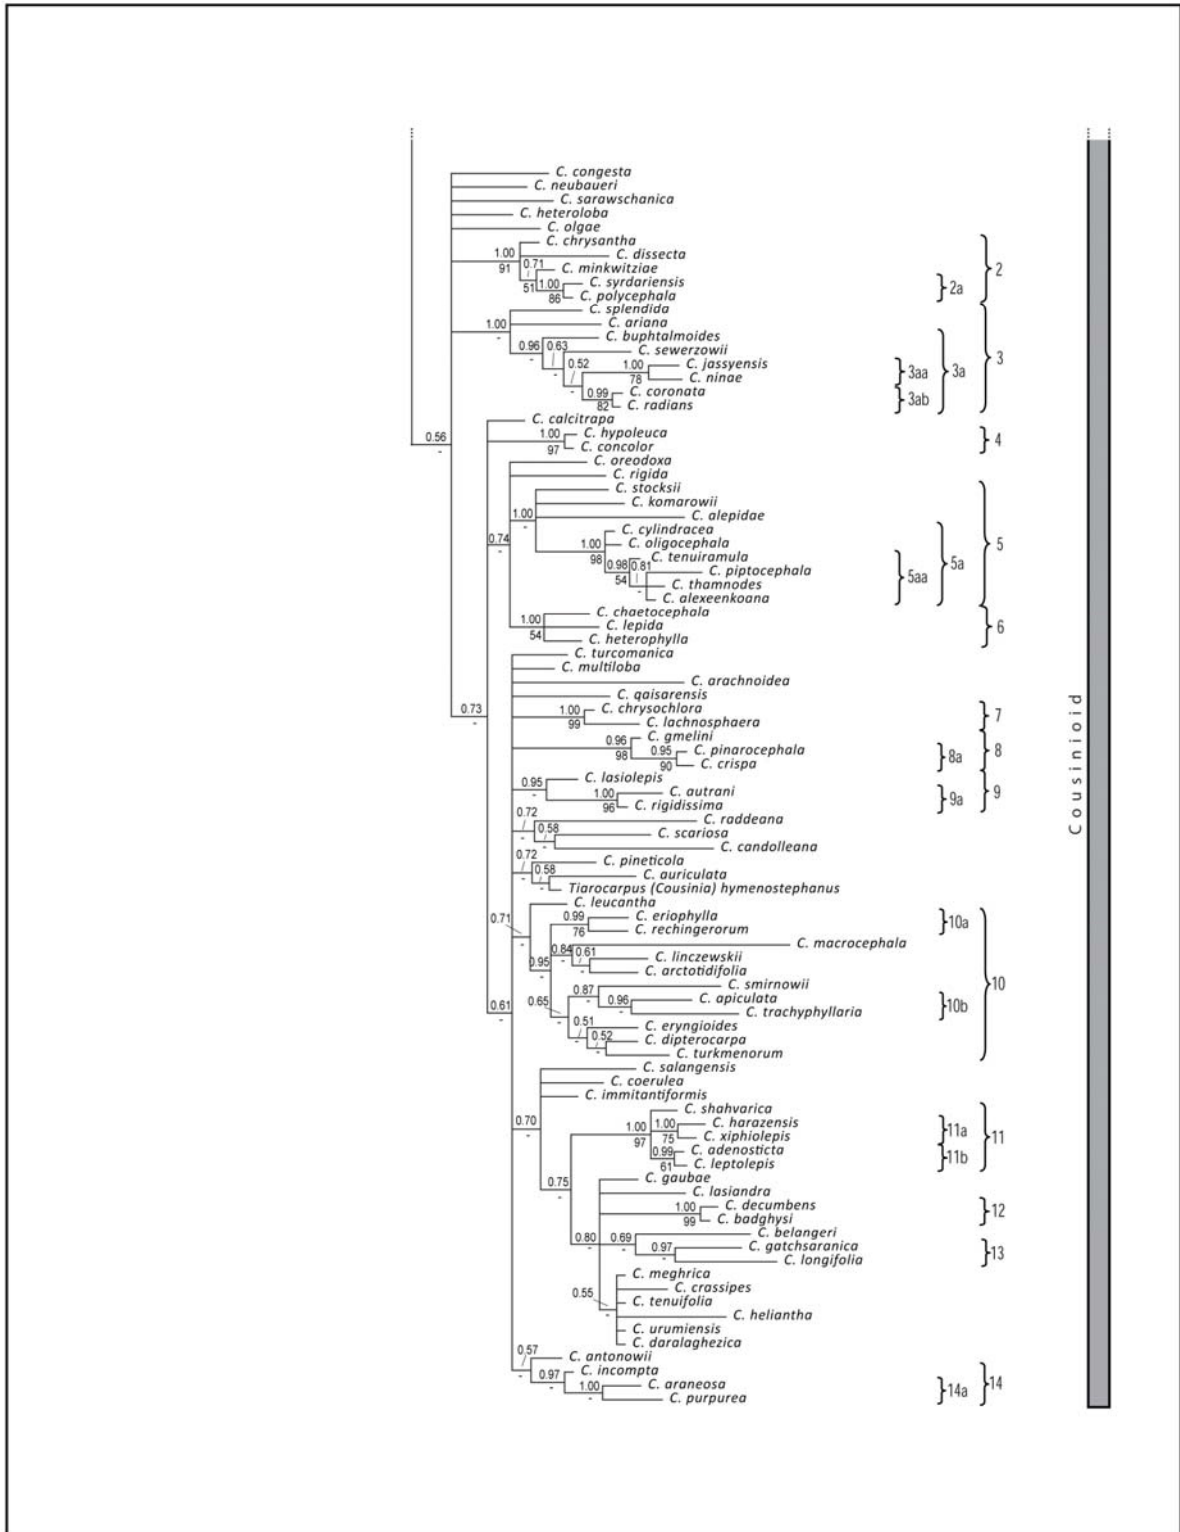 C. congesta
C. neubaueri
C. sarawschanica
C. heteroloba
C. olgae
C. chrysantha
1.00
C. dissecta
91
0.71
C. minkwitziae
2
51
1.00
C. syrdariensis
2a
86
C. polycephala
C. splendida
1.00
C. ariana
-
C. buphtalmoides
0.96
0.63
C. sewerzowii
-
0.52
1.00
C. jassyensis
3aa
3a
3
-
78
C. ninae
0.99
C. coronata
3ab
82
C. radians
C. calcitrapa
0.56
1.00
C. hypoleuca
4
-
97
C. concolor
C. oreodoxa
C. rigida
C. stocksii
1.00
C. komarowii
-
C. alepidae
C. cylindracea
0.74
1.00
C. oligocephala
5
-
98
0.98
0.81
C. tenuiramula
5a
54
-
C. piptocephala
5aa
C. thamnodes
C. alexeenkoana
C. chaetocephala
1.00
C. lepida
6
54
C. heterophylla
C. turcomanica
C. multiloba
C. arachnoidea
C. qaisarensis
0.73
1.00
C. chrysochlora
7
-
99
C. lachnosphaera
C. gmelini
0.96
0.95
C. pinarocephala
8a
8
98
90
C. crispa
0.95
C. lasiolepis
9
-
1.00
C. autrani
9a
96
C. rigidissima
0.72
C. raddeana
-
0.58
C. scariosa
-
C. candolleana
0.72
C. pineticola
-
0.58
C. auriculata
-
Tiarocarpus (Cousinia) hymenostephanus
C. leucantha
0.71
0.99
C. eriophylla
10a
-
76
C. rechingerorum
0.84
C. macrocephala
0.95
-
0.61
C. linczewskii
-
-
C. arctotidifolia
0.87
C. smirnowii
10
0.61
0.65
-
0.96
C. apiculata
10b
-
-
-
C. trachyphyllaria
0.51
C. eryngioides
-
0.52
C. dipterocarpa
-
C. turkmenorum
C. salangensis
C. coerulea
C. immitantiformis
C. shahvarica
0.70
1.00
1.00
C. harazensis
11a
11
-
97
75
C. xiphiolepis
0.99
C. adenosticta
11b
61
C. leptolepis
0.75
C. gaubae
-
C. lasiandra
1.00
C. decumbens
12
99
C. badghysi
0.80
0.69
C. belangeri
-
-
0.97
C. gatchsaranica
13
-
C. longifolia
C. meghrica
0.55
C. crassipes
-
C. tenuifolia
C. heliantha
C. urumiensis
C. daralaghezica
0.57
C. antonowii
-
0.97
C. incompta
14
-
1.00
C. araneosa
14a
-
C. purpurea
Cousinioid